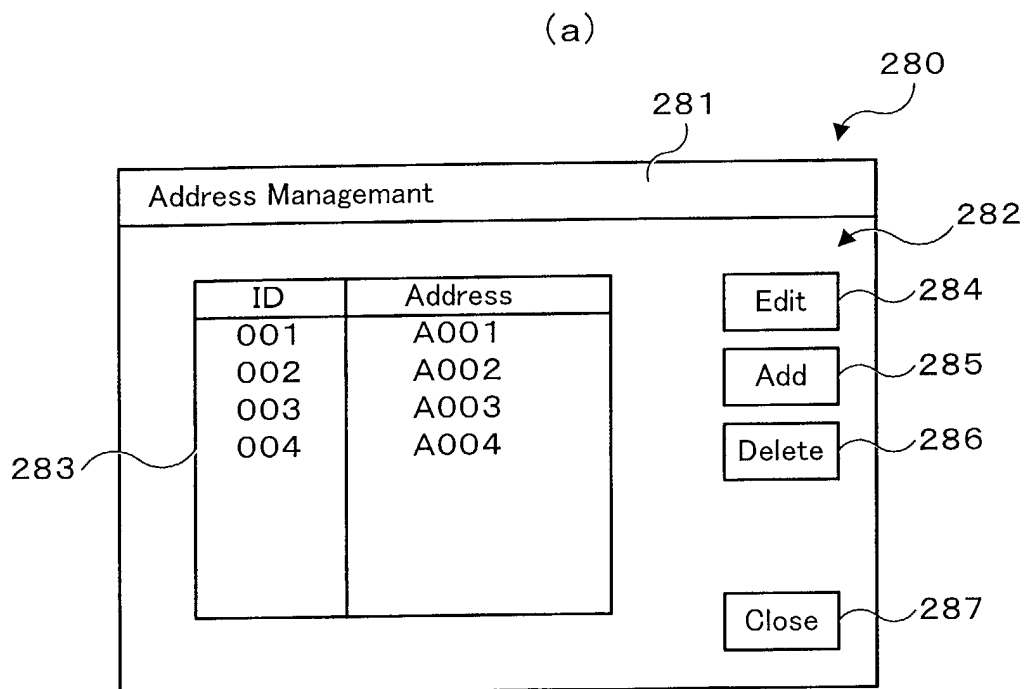 (a)
280
281
Address Managemant
282
ID Address
Edit
284
001 A001
002 A002
Add
285
003 A003
004 A004
Delete
286
283
Close
287